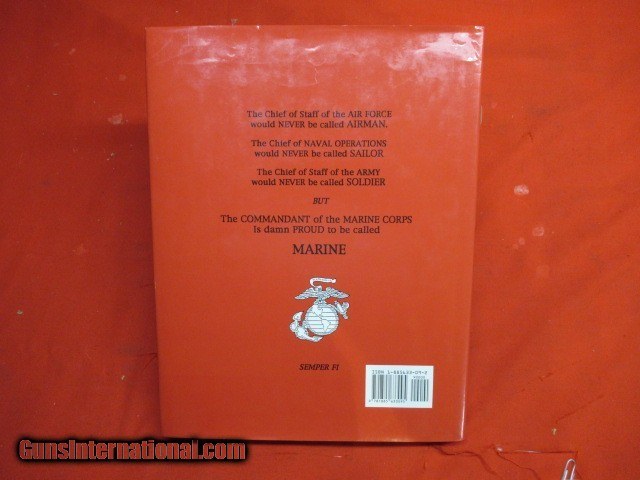 The Chief of Staff of the AIR FORCE
would NEVER be called AIRMAN.
The Chief of NAVAL OPERATIONS
would NEVER be called SAILOR
The Chief of Staff of the ARMY
would NEVER be called SOLDIER
BUT
The COMMANDANT of the MARINE CORPS
Is damn PROUD to be called
MARINE
SEMPER FI
GunsInternational.com